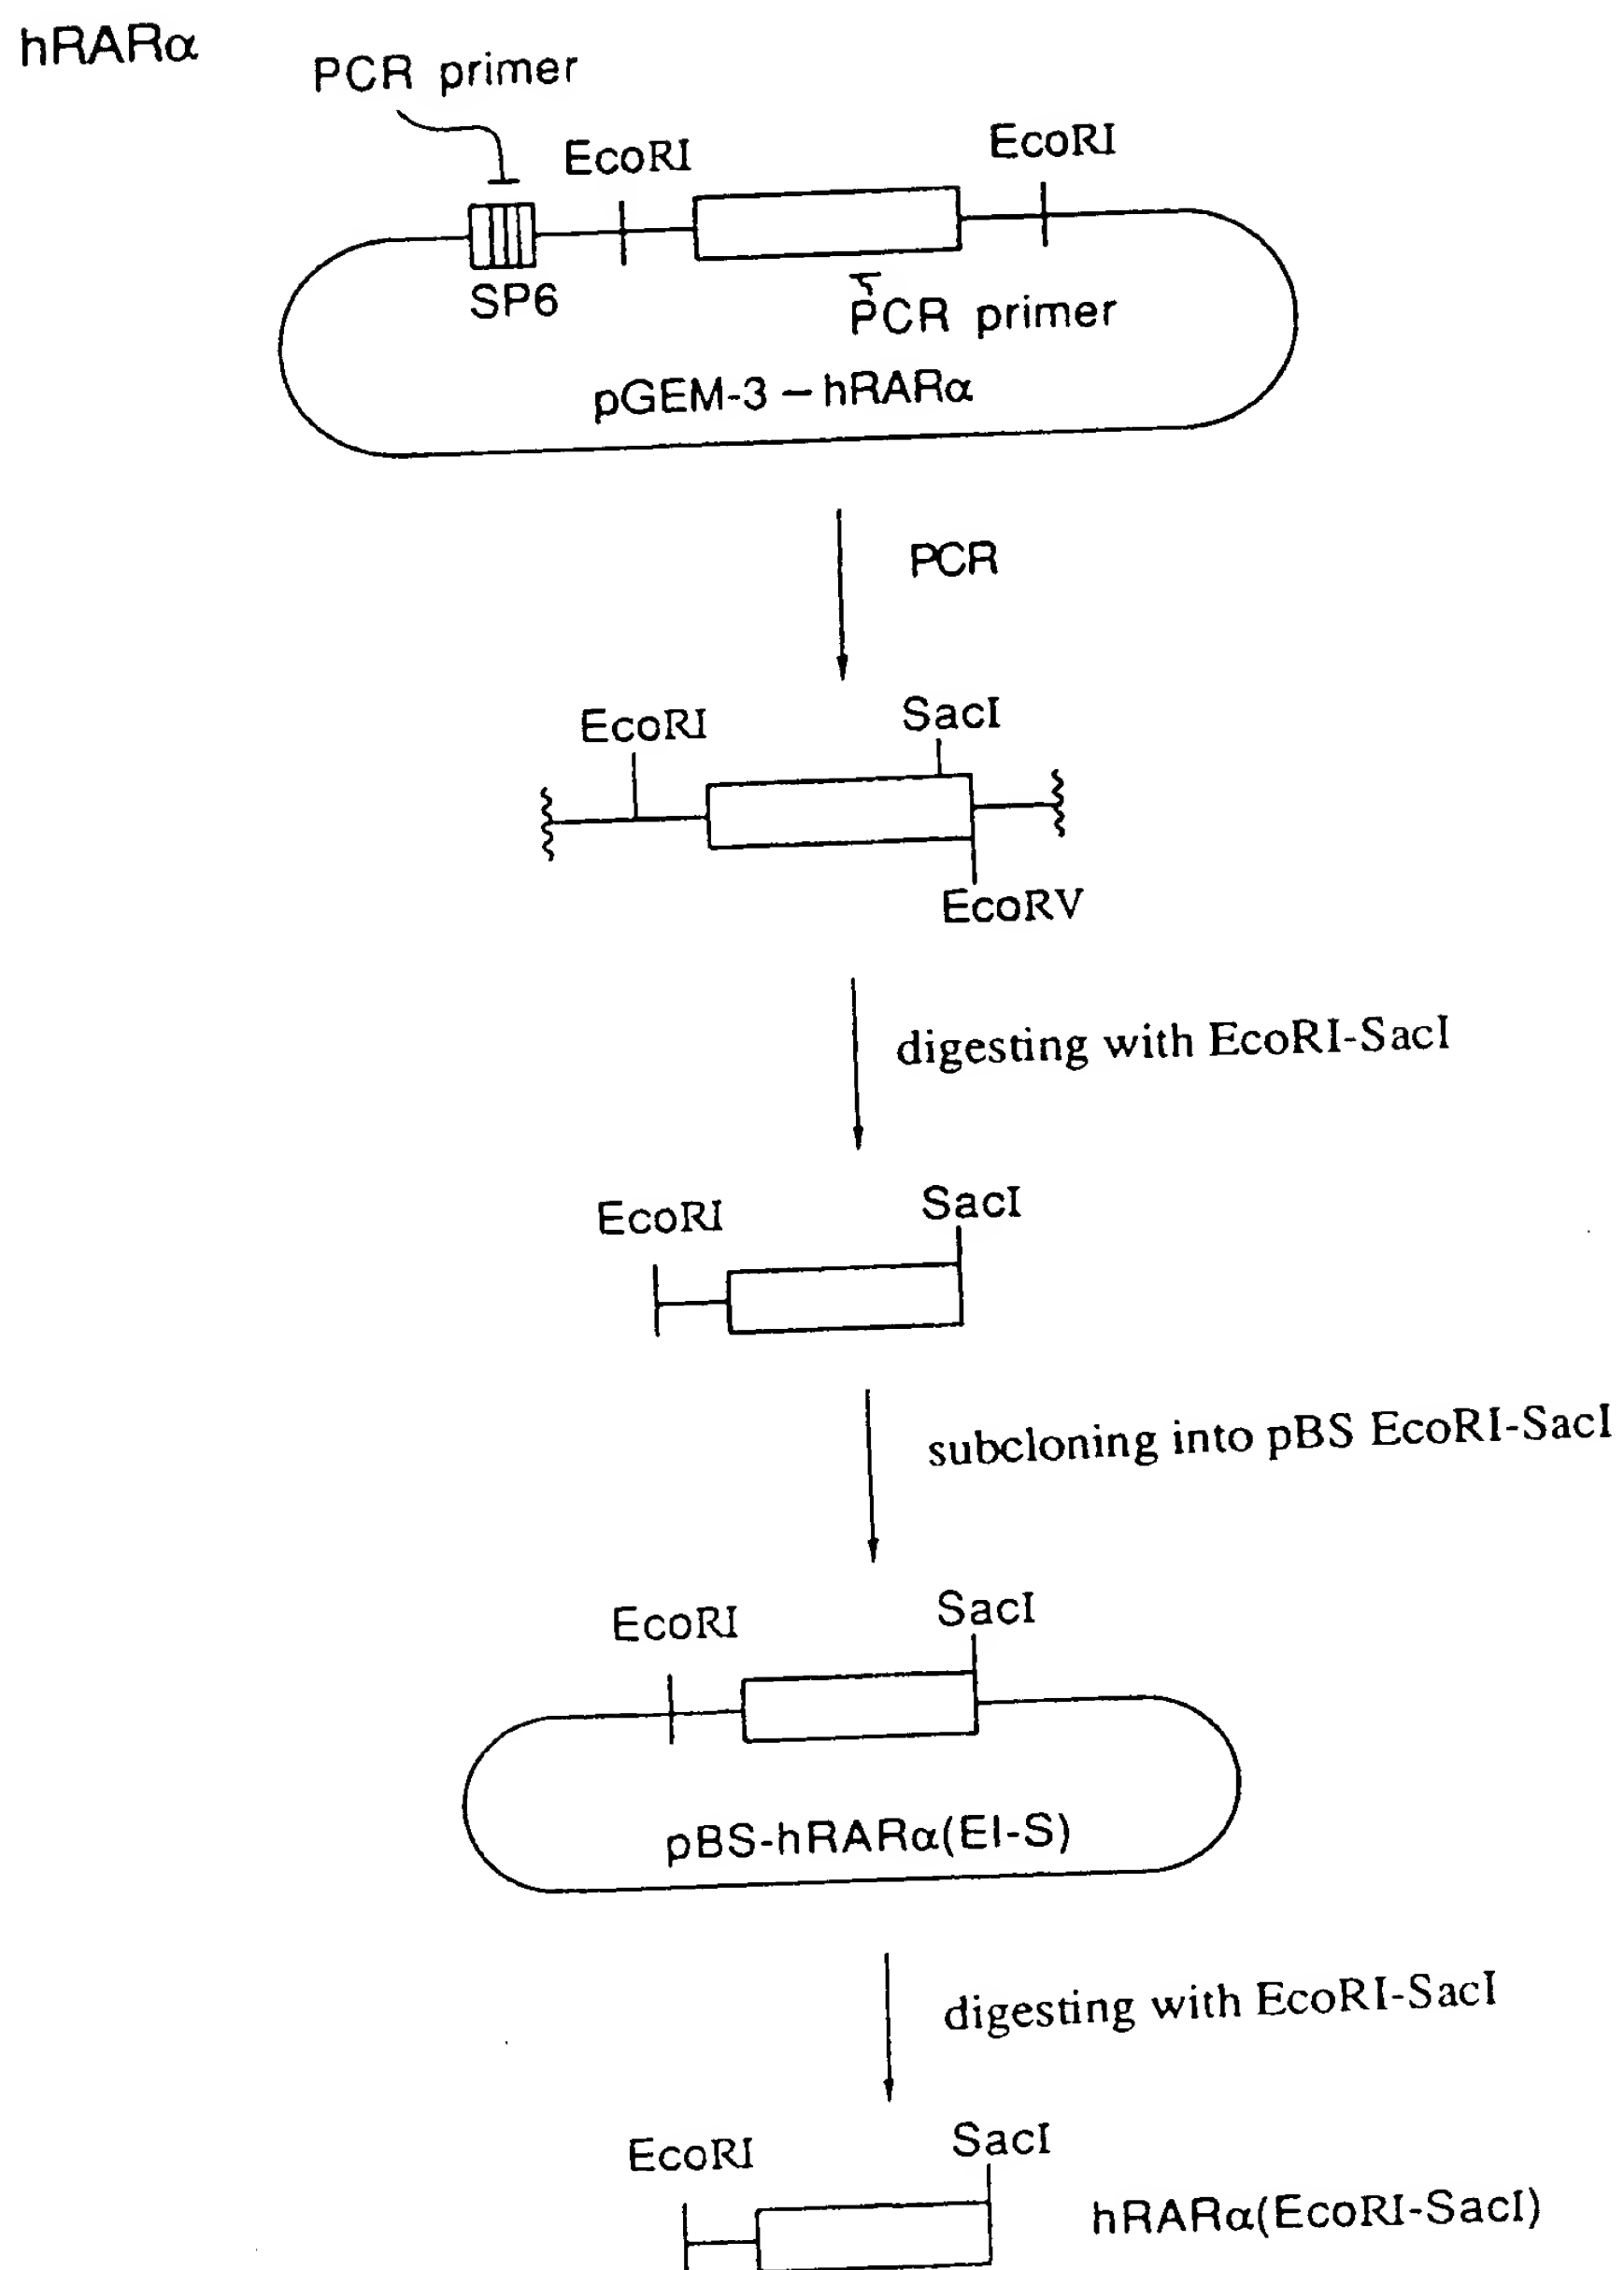 hRARα
PCR primer
EcoRI
EcoRI
SP6
PCR primer
pGEM-3 – hRARα
PCR
EcoRI
SacI
EcoRV
digesting with EcoRI-SacI
EcoRI
SacI
subcloning into pBS EcoRI-SacI
EcoRI
SacI
pBS-hRARα(EI-S)
digesting with EcoRI-SacI
EcoRI
SacI
hRARα(EcoRI-SacI)